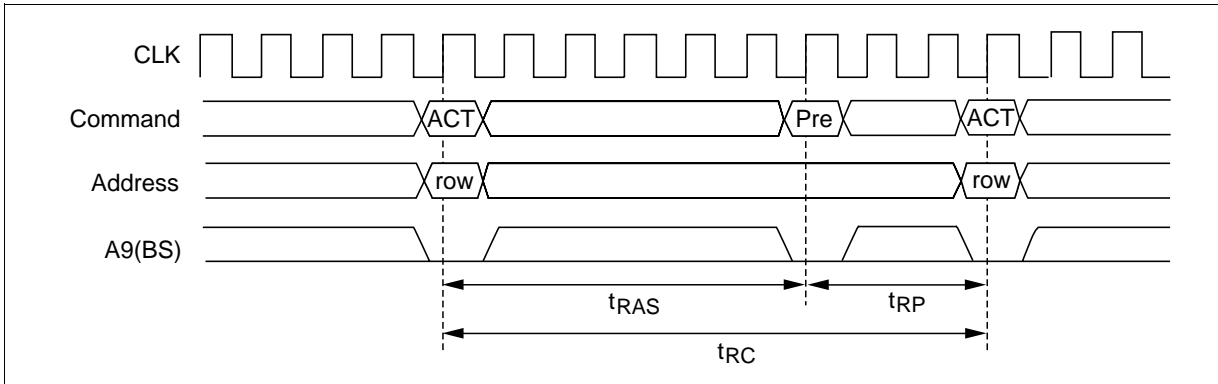 CLK
Command ACT Pre ACT
Address row row
A9(BS)
tRAS tRP
tRC